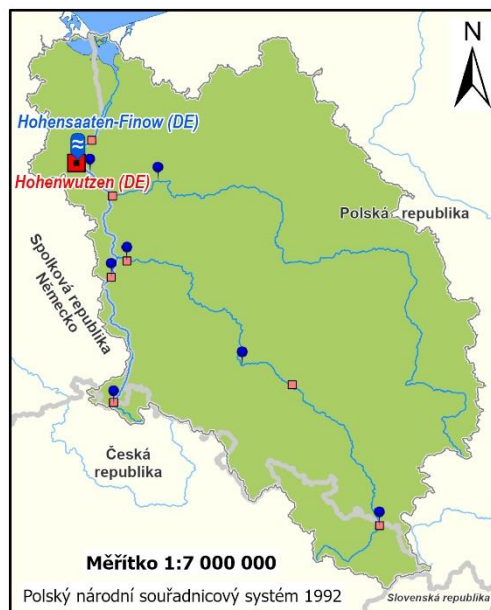 N
Hohensaaten-Finow (DE)
Hohenwutzen (DE)
Polská republika
Spolková republika
Německo
Česká
republika
Měřítko 1:7 000 000
Polský národní souřadnicový systém 1992
Slovenská republika